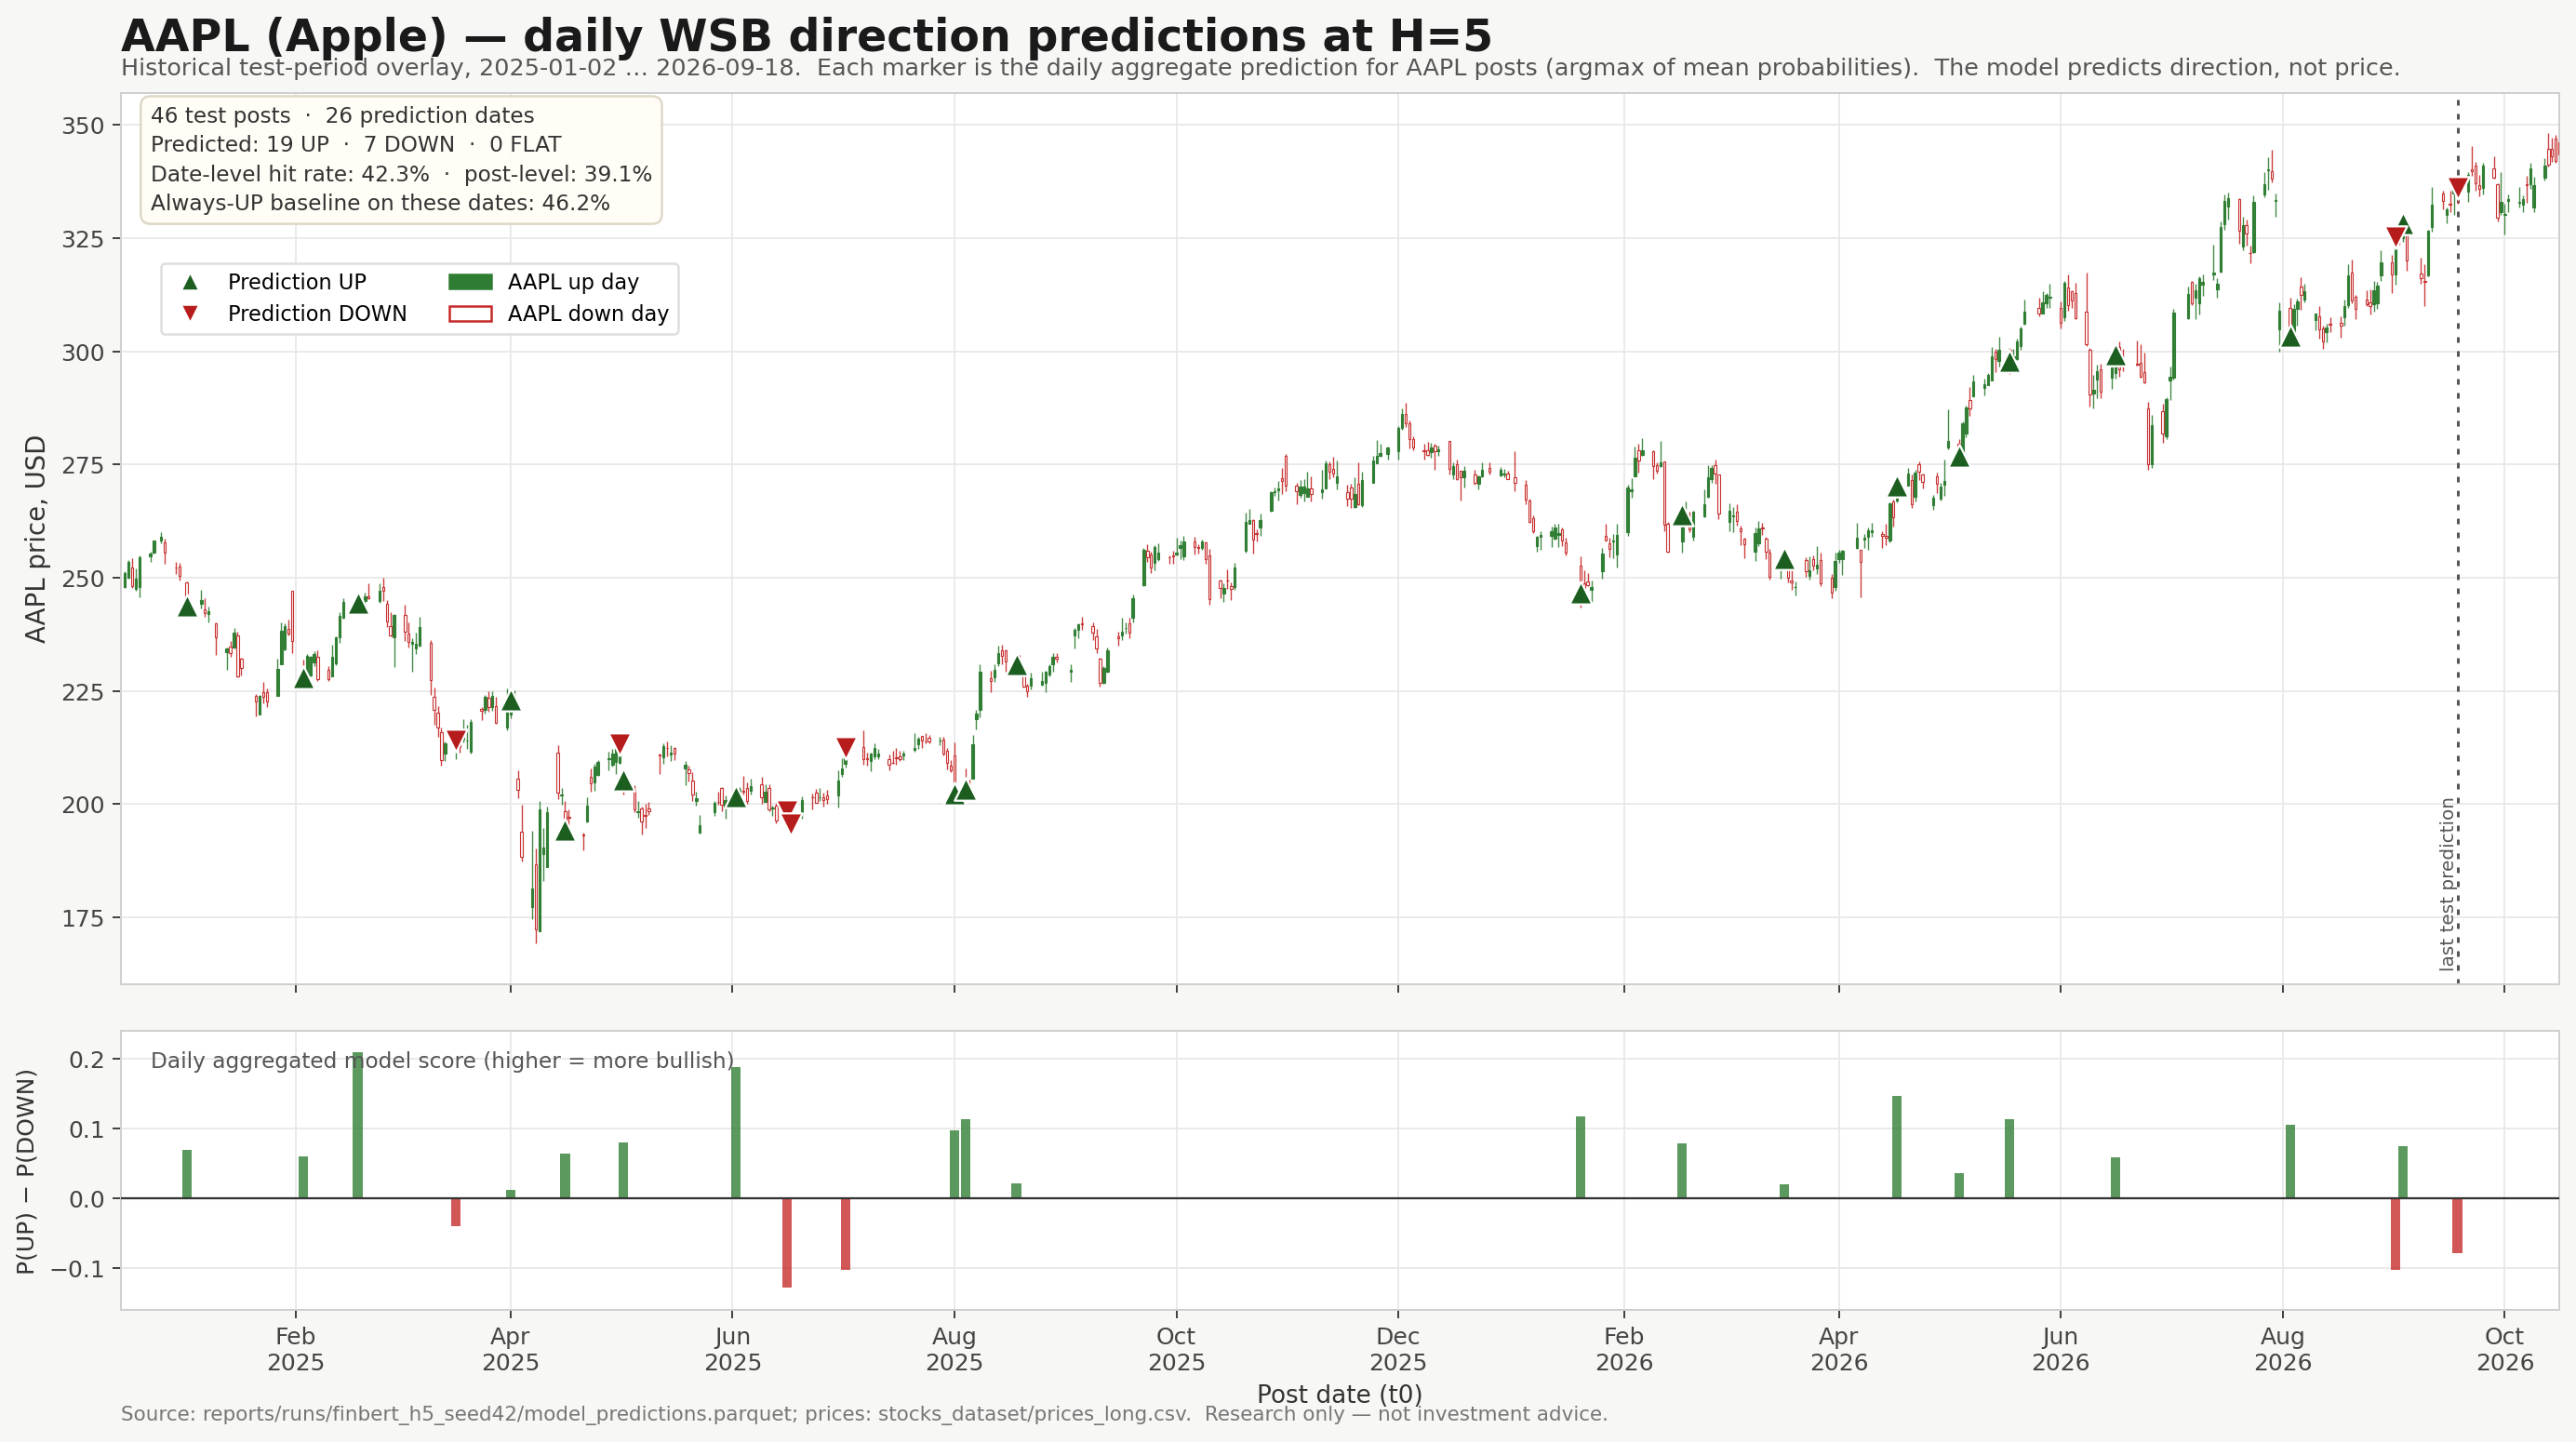 AAPL (Apple) — daily WSB direction predictions at H=5
Historical test-period overlay, 2025-01-02 … 2026-09-18.  Each marker is the daily aggregate prediction for AAPL posts (argmax of mean probabilities).  The model predicts direction, not price.
46 test posts  ·  26 prediction dates
Predicted: 19 UP  ·  7 DOWN  ·  0 FLAT
Date-level hit rate: 42.3%  ·  post-level: 39.1%
Always-UP baseline on these dates: 46.2%
Prediction UP
Prediction DOWN
AAPL up day
AAPL down day
AAPL price, USD
350
325
300
275
250
225
200
175
last test prediction
Daily aggregated model score (higher = more bullish)
P(UP) − P(DOWN)
0.2
0.1
0.0
−0.1
Feb
2025
Apr
2025
Jun
2025
Aug
2025
Oct
2025
Dec
2025
Feb
2026
Apr
2026
Jun
2026
Aug
2026
Oct
2026
Post date (t0)
Source: reports/runs/finbert_h5_seed42/model_predictions.parquet; prices: stocks_dataset/prices_long.csv.  Research only — not investment advice.